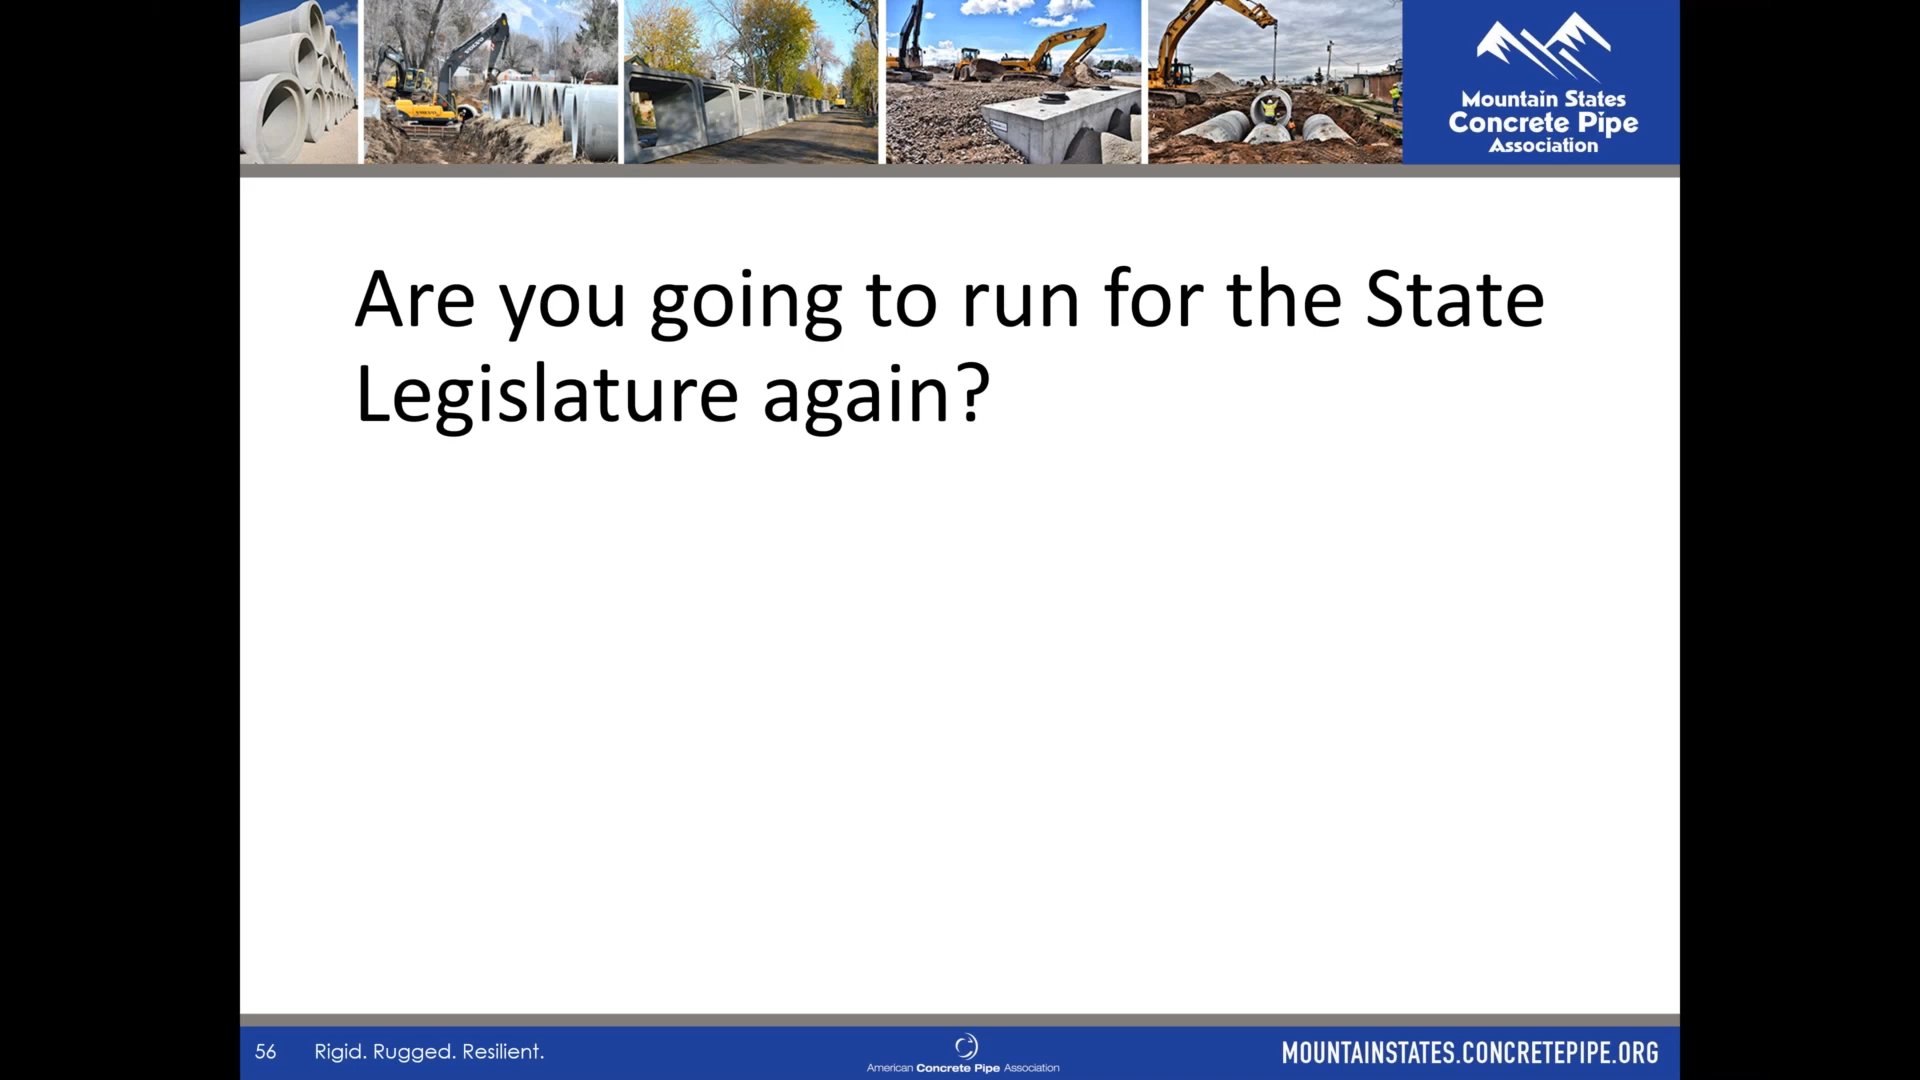 Mountain States
Concrete Pipe
Association
Are you going to run for the State
Legislature again?
56 Rigid. Rugged. Resilient.
American Concrete Pipe Association
MOUNTAINSTATES.CONCRETEPIPE.ORG